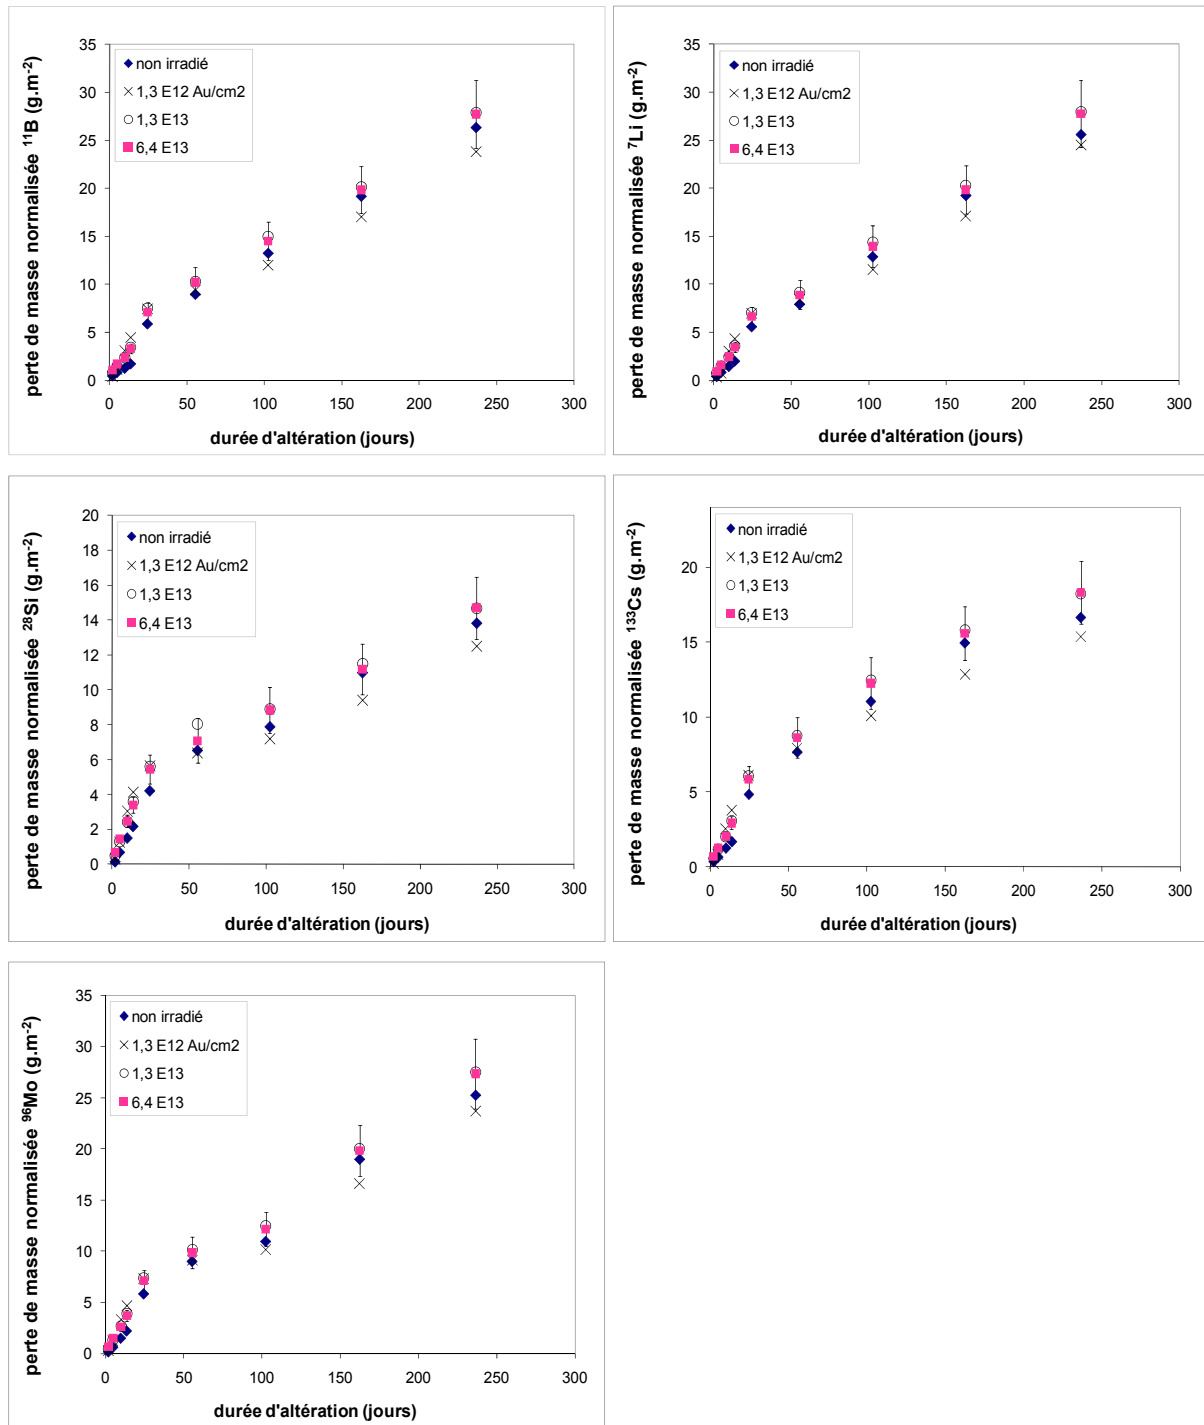 perte de masse normalisée ¹¹B (g.m⁻²)
35
30
25
20
15
10
5
0
non irradié
1,3 E12 Au/cm2
1,3 E13
6,4 E13
0 50 100 150 200 250 300
durée d'altération (jours)
perte de masse normalisée ⁷Li (g.m⁻²)
35
30
25
20
15
10
5
0
non irradié
1,3 E12 Au/cm2
1,3 E13
6,4 E13
0 50 100 150 200 250 300
durée d'altération (jours)
perte de masse normalisée ²⁸Si (g.m⁻²)
20
18
16
14
12
10
8
6
4
2
0
non irradié
1,3 E12 Au/cm2
1,3 E13
6,4 E13
0 50 100 150 200 250 300
durée d'altération (jours)
perte de masse normalisée ¹³³Cs (g.m⁻²)
20
15
10
5
0
non irradié
1,3 E12 Au/cm2
1,3 E13
6,4 E13
0 50 100 150 200 250 300
durée d'altération (jours)
perte de masse normalisée ⁹⁶Mo (g.m⁻²)
35
30
25
20
15
10
5
0
non irradié
1,3 E12 Au/cm2
1,3 E13
6,4 E13
0 50 100 150 200 250 300
durée d'altération (jours)